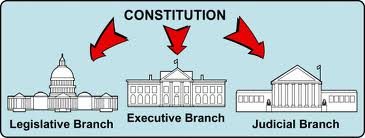 CONSTITUTION
Legislative Branch
Executive Branch
Judicial Branch